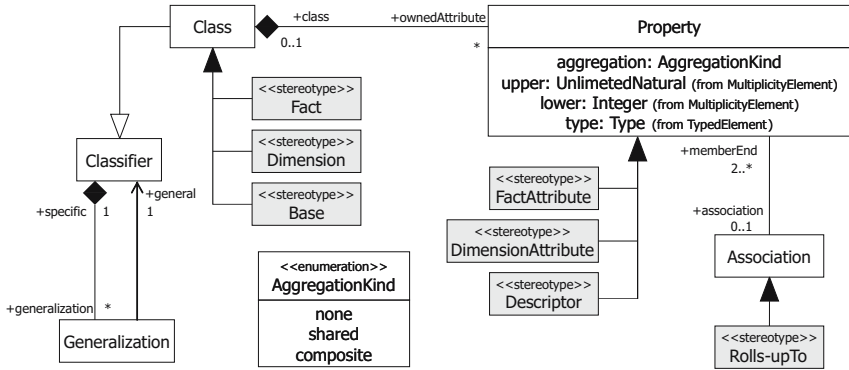 Class
+class
0..1
+ownedAttribute
*
Property
aggregation: AggregationKind
upper: UnlimetedNatural (from MultiplicityElement)
lower: Integer (from MultiplicityElement)
type: Type (from TypedElement)
<<stereotype>>
Fact
<<stereotype>>
Dimension
<<stereotype>>
Base
Classifier
+specific
1
+general
1
+generalization
*
Generalization
<<enumeration>>
AggregationKind
none
shared
composite
<<stereotype>>
FactAttribute
<<stereotype>>
DimensionAttribute
<<stereotype>>
Descriptor
+memberEnd
2..*
+association
0..1
Association
<<stereotype>>
Rolls-upTo